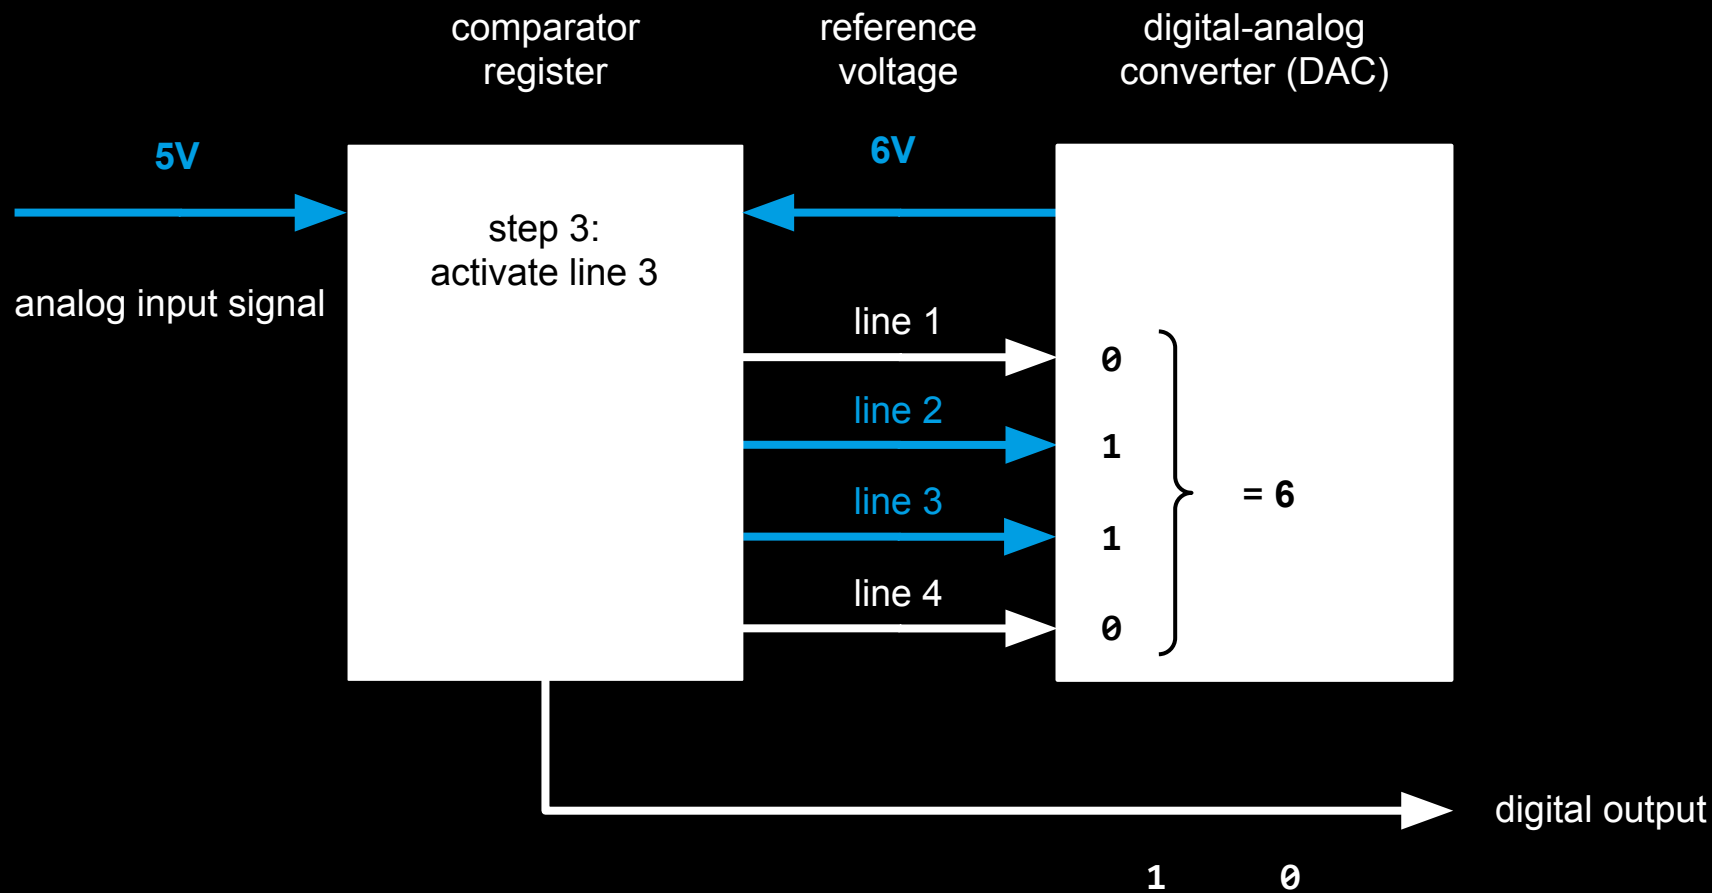 comparator
register
reference
voltage
digital-analog
converter (DAC)
5V
6V
step 3:
activate line 3
analog input signal
line 1
0
line 2
1
= 6
line 3
1
line 4
0
digital output
1 0